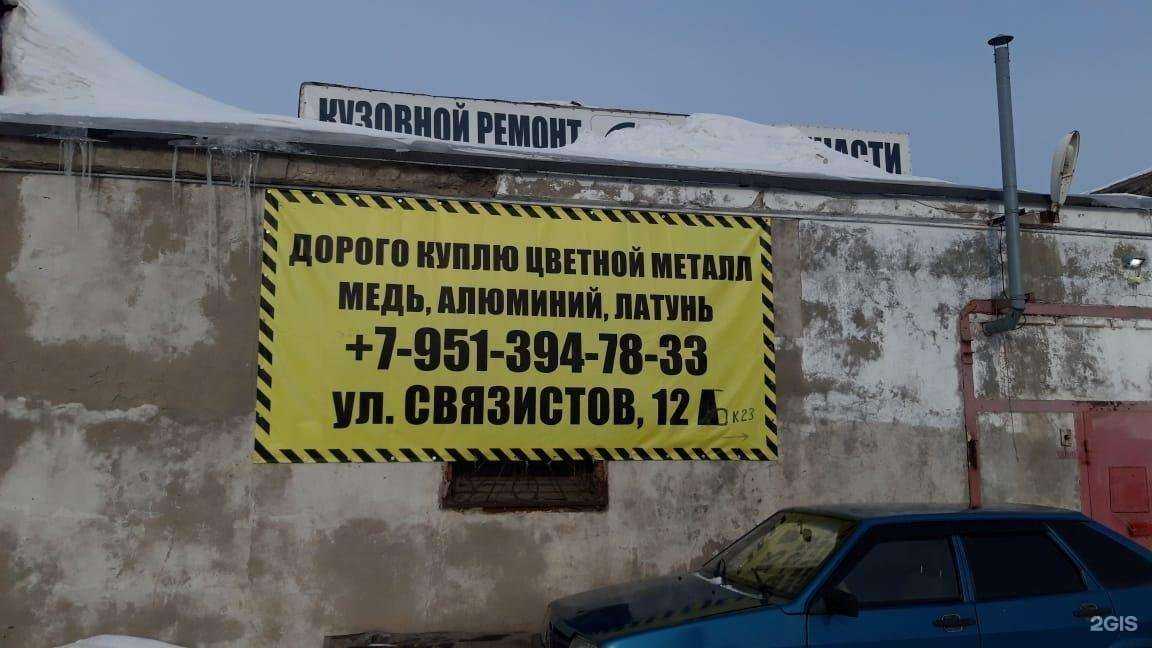 КУЗОВНОЙ РЕМОНТ
ДОРОГО КУПЛЮ ЦВЕТНОЙ МЕТАЛЛ
МЕДЬ, АЛЮМИНИЙ, ЛАТУНЬ
+7-951-394-78-33
ул. СВЯЗИСТОВ, 12
К23
2GIS